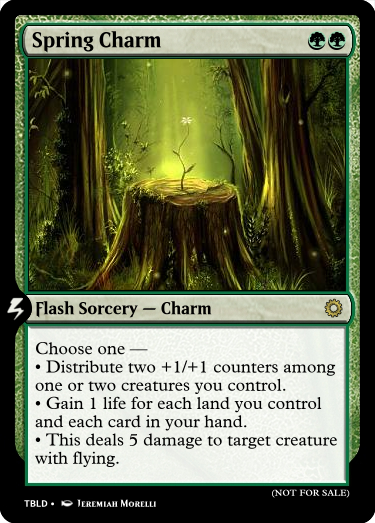 Spring Charm
Flash Sorcery — Charm
Choose one —
• Distribute two +1/+1 counters among
one or two creatures you control.
• Gain 1 life for each land you control
and each card in your hand.
• This deals 5 damage to target creature
with flying.
(NOT FOR SALE)
TBLD • Jeremiah Morelli